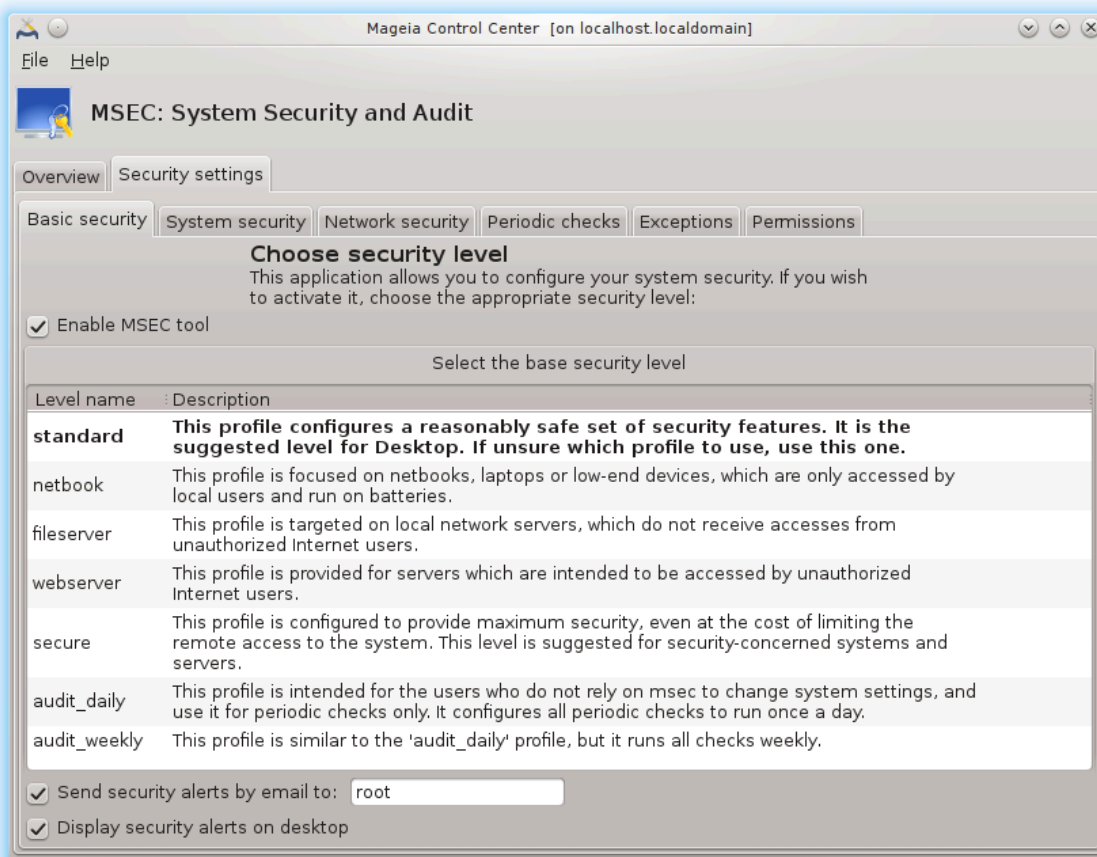 Mageia Control Center [on localhost.localdomain]
File Help
MSEC: System Security and Audit
Overview Security settings
Basic security System security Network security Periodic checks Exceptions Permissions
Choose security level
This application allows you to configure your system security. If you wish
to activate it, choose the appropriate security level:
Enable MSEC tool
Select the base security level
Level name Description
standard This profile configures a reasonably safe set of security features. It is the
suggested level for Desktop. If unsure which profile to use, use this one.
netbook This profile is focused on netbooks, laptops or low-end devices, which are only accessed by
local users and run on batteries.
fileserver This profile is targeted on local network servers, which do not receive accesses from
unauthorized Internet users.
webserver This profile is provided for servers which are intended to be accessed by unauthorized
Internet users.
secure This profile is configured to provide maximum security, even at the cost of limiting the
remote access to the system. This level is suggested for security-concerned systems and
servers.
audit_daily This profile is intended for the users who do not rely on msec to change system settings, and
use it for periodic checks only. It configures all periodic checks to run once a day.
audit_weekly This profile is similar to the 'audit_daily' profile, but it runs all checks weekly.
Send security alerts by email to: root
Display security alerts on desktop